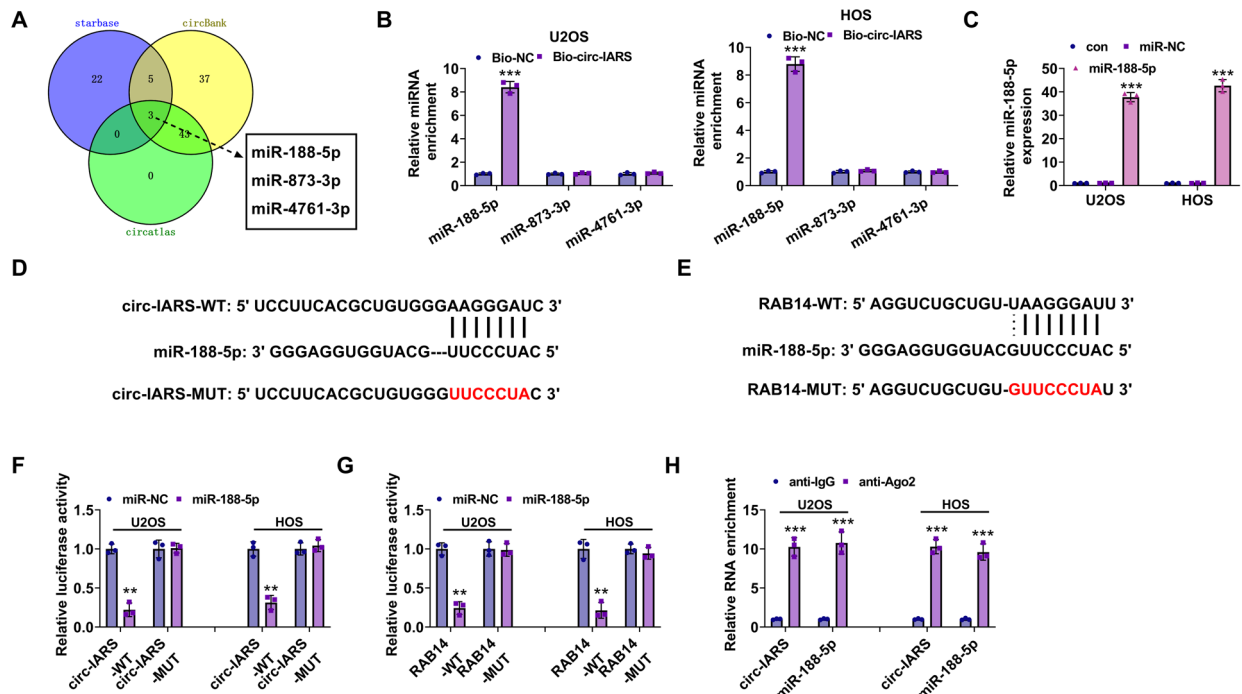 A
starbase
circBank
22
5
37
3
0
43
0
circatlas
miR-188-5p
miR-873-3p
miR-4761-3p
B
U2OS
Bio-NC
Bio-circ-IARS
Relative miRNA
enrichment
10
8
6
4
2
0
***
miR-188-5p
miR-873-3p
miR-4761-3p
HOS
Bio-NC
Bio-circ-IARS
Relative miRNA
enrichment
10
8
6
4
2
0
***
miR-188-5p
miR-873-3p
miR-4761-3p
C
con
miR-NC
miR-188-5p
Relative miR-188-5p
expression
50
40
30
20
10
0
***
***
U2OS
HOS
D
circ-IARS-WT: 5' UCCUUCACGCUGUGGGAAGGGAUC 3'
miR-188-5p: 3' GGGAGGUGGUACG---UUCCCUAC 5'
circ-IARS-MUT: 5' UCCUUCACGCUGUGGGUUCCCUAC 3'
E
RAB14-WT: 5' AGGUCUGCUGU-UAAGGGAUU 3'
miR-188-5p: 3' GGGAGGUGGUACGUUCCCUAC 5'
RAB14-MUT: 5' AGGUCUGCUGU-GUUCCCUAU 3'
F
miR-NC
miR-188-5p
Relative luciferase activity
1.5
1.0
0.5
0.0
U2OS
HOS
**
**
circ-IARS
-WT
circ-IARS
-MUT
circ-IARS
-WT
circ-IARS
-MUT
G
miR-NC
miR-188-5p
Relative luciferase activity
1.5
1.0
0.5
0.0
U2OS
HOS
**
**
RAB14
-WT
RAB14
-MUT
RAB14
-WT
RAB14
-MUT
H
anti-IgG
anti-Ago2
Relative RNA enrichment
15
10
5
0
U2OS
HOS
***
***
***
***
circ-IARS
miR-188-5p
circ-IARS
miR-188-5p